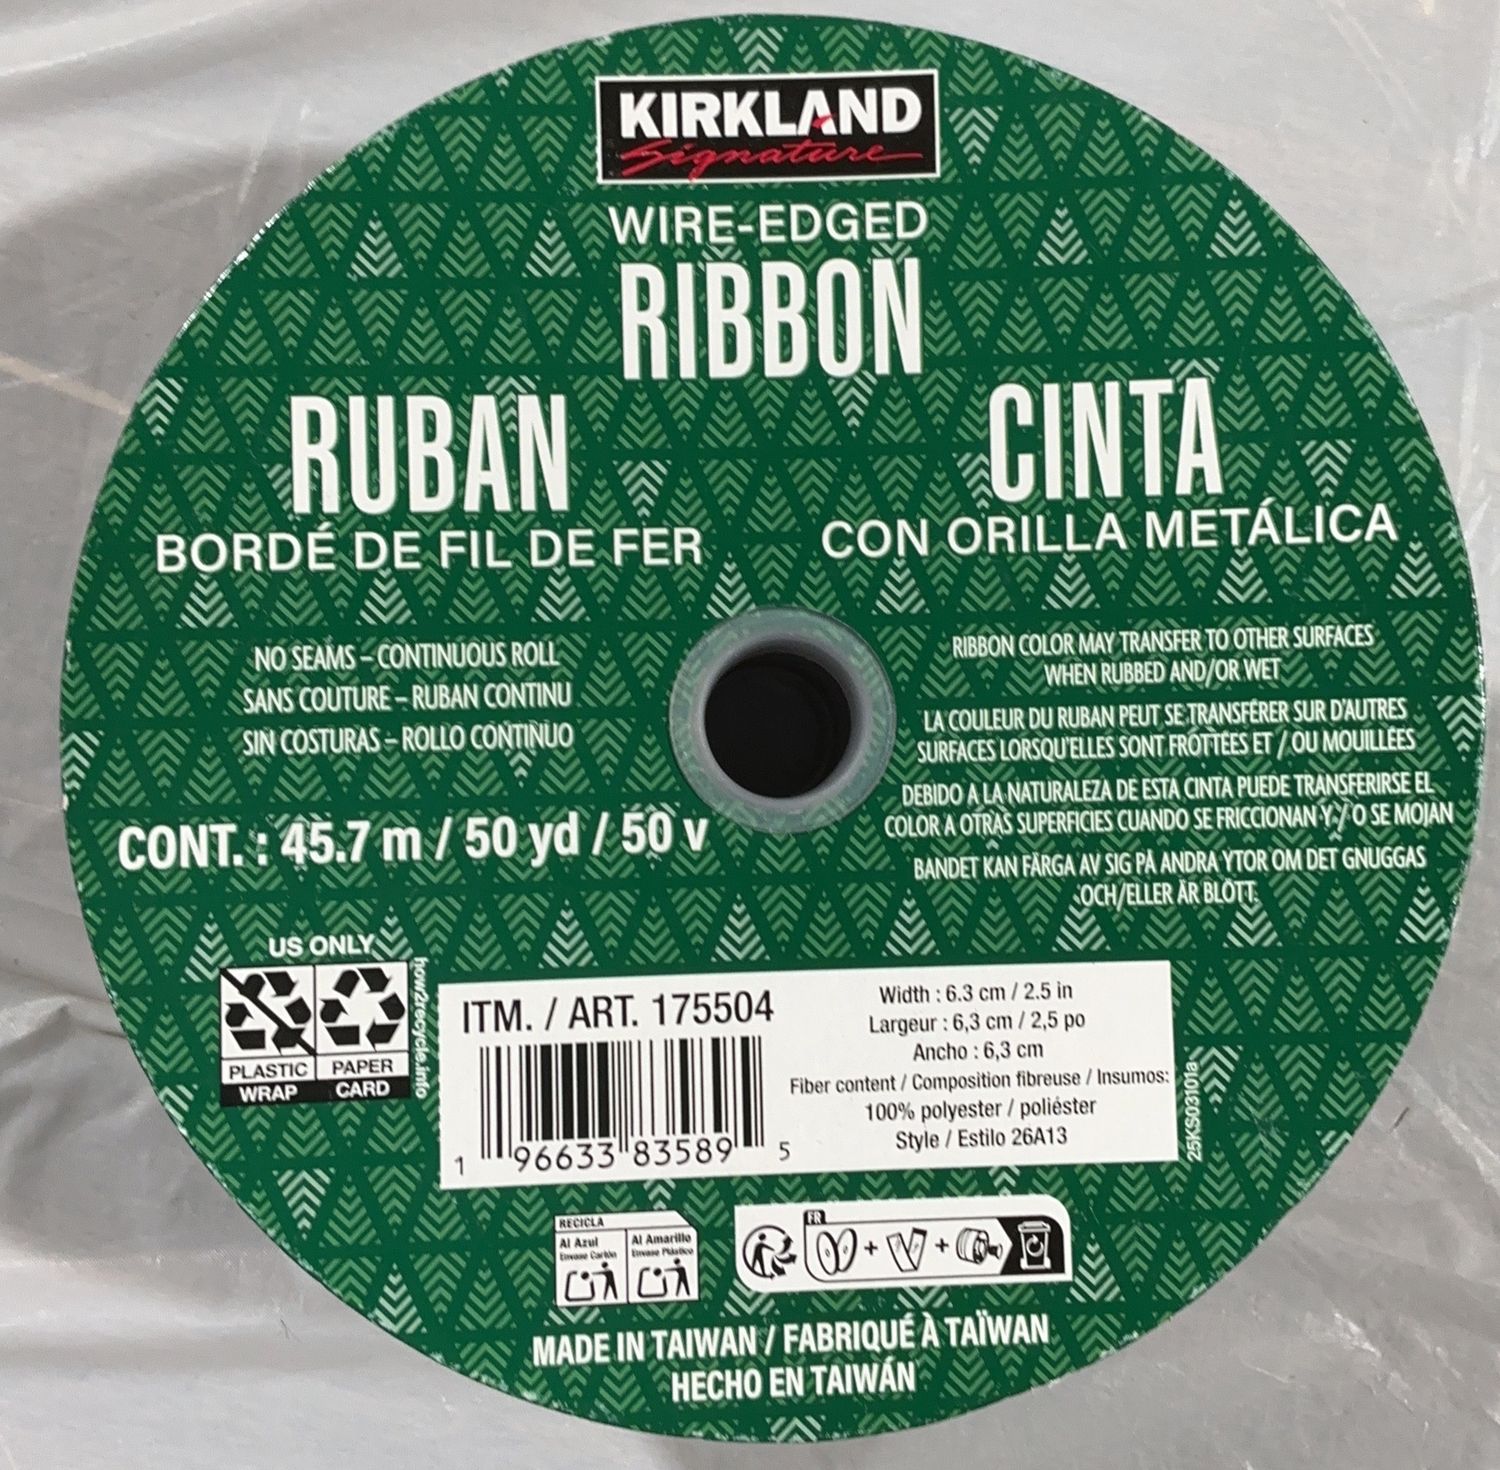 KIRKLAND
Signature
WIRE-EDGED
RIBBON
RUBAN
BORDÉ DE FIL DE FER
CINTA
CON ORILLA METÁLICA
NO SEAMS – CONTINUOUS ROLL
SANS COUTURE – RUBAN CONTINU
SIN COSTURAS – ROLLO CONTINUO
CONT. : 45.7 m / 50 yd / 50 v
RIBBON COLOR MAY TRANSFER TO OTHER SURFACES
WHEN RUBBED AND/OR WET
LA COULEUR DU RUBAN PEUT SE TRANSFÉRER SUR D'AUTRES
SURFACES LORSQU'ELLES SONT FROTTÉES ET / OU MOUILLÉES
DEBIDO A LA NATURALEZA DE ESTA CINTA PUEDE TRANSFERIRSE EL
COLOR A OTRAS SUPERFICIES CUANDO SE FRICCIONAN Y / O SE MOJAN
BANDET KAN FÄRGA AV SIG PÅ ANDRA YTOR OM DET GNUGGAS
OCH/ELLER ÄR BLÖTT.
US ONLY
PLASTIC
WRAP
PAPER
CARD
how2recycle.info
ITM. / ART. 175504
1 96633 83589 5
Width : 6.3 cm / 2.5 in
Largeur : 6,3 cm / 2,5 po
Ancho : 6,3 cm
Fiber content / Composition fibreuse / Insumos:
100% polyester / poliéster
Style / Estilo 26A13
25KS03101a
RECICLA
Al Azul
Envase Cartón
Al Amarillo
Envase Plástico
FR
MADE IN TAIWAN / FABRIQUÉ À TAÏWAN
HECHO EN TAIWÁN